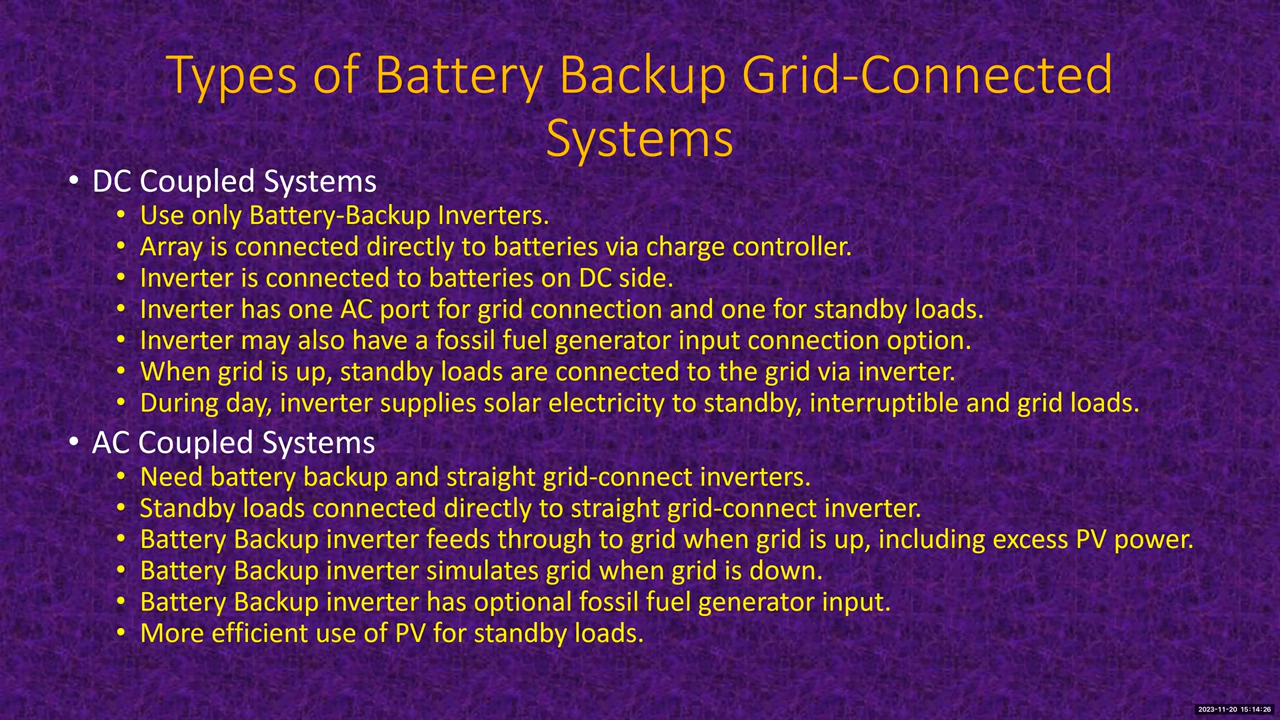 Types of Battery Backup Grid-Connected
Systems
• DC Coupled Systems
• Use only Battery-Backup Inverters.
• Array is connected directly to batteries via charge controller.
• Inverter is connected to batteries on DC side.
• Inverter has one AC port for grid connection and one for standby loads.
• Inverter may also have a fossil fuel generator input connection option.
• When grid is up, standby loads are connected to the grid via inverter.
• During day, inverter supplies solar electricity to standby, interruptible and grid loads.
• AC Coupled Systems
• Need battery backup and straight grid-connect inverters.
• Standby loads connected directly to straight grid-connect inverter.
• Battery Backup inverter feeds through to grid when grid is up, including excess PV power.
• Battery Backup inverter simulates grid when grid is down.
• Battery Backup inverter has optional fossil fuel generator input.
• More efficient use of PV for standby loads.
2023-11-20 15:14:26